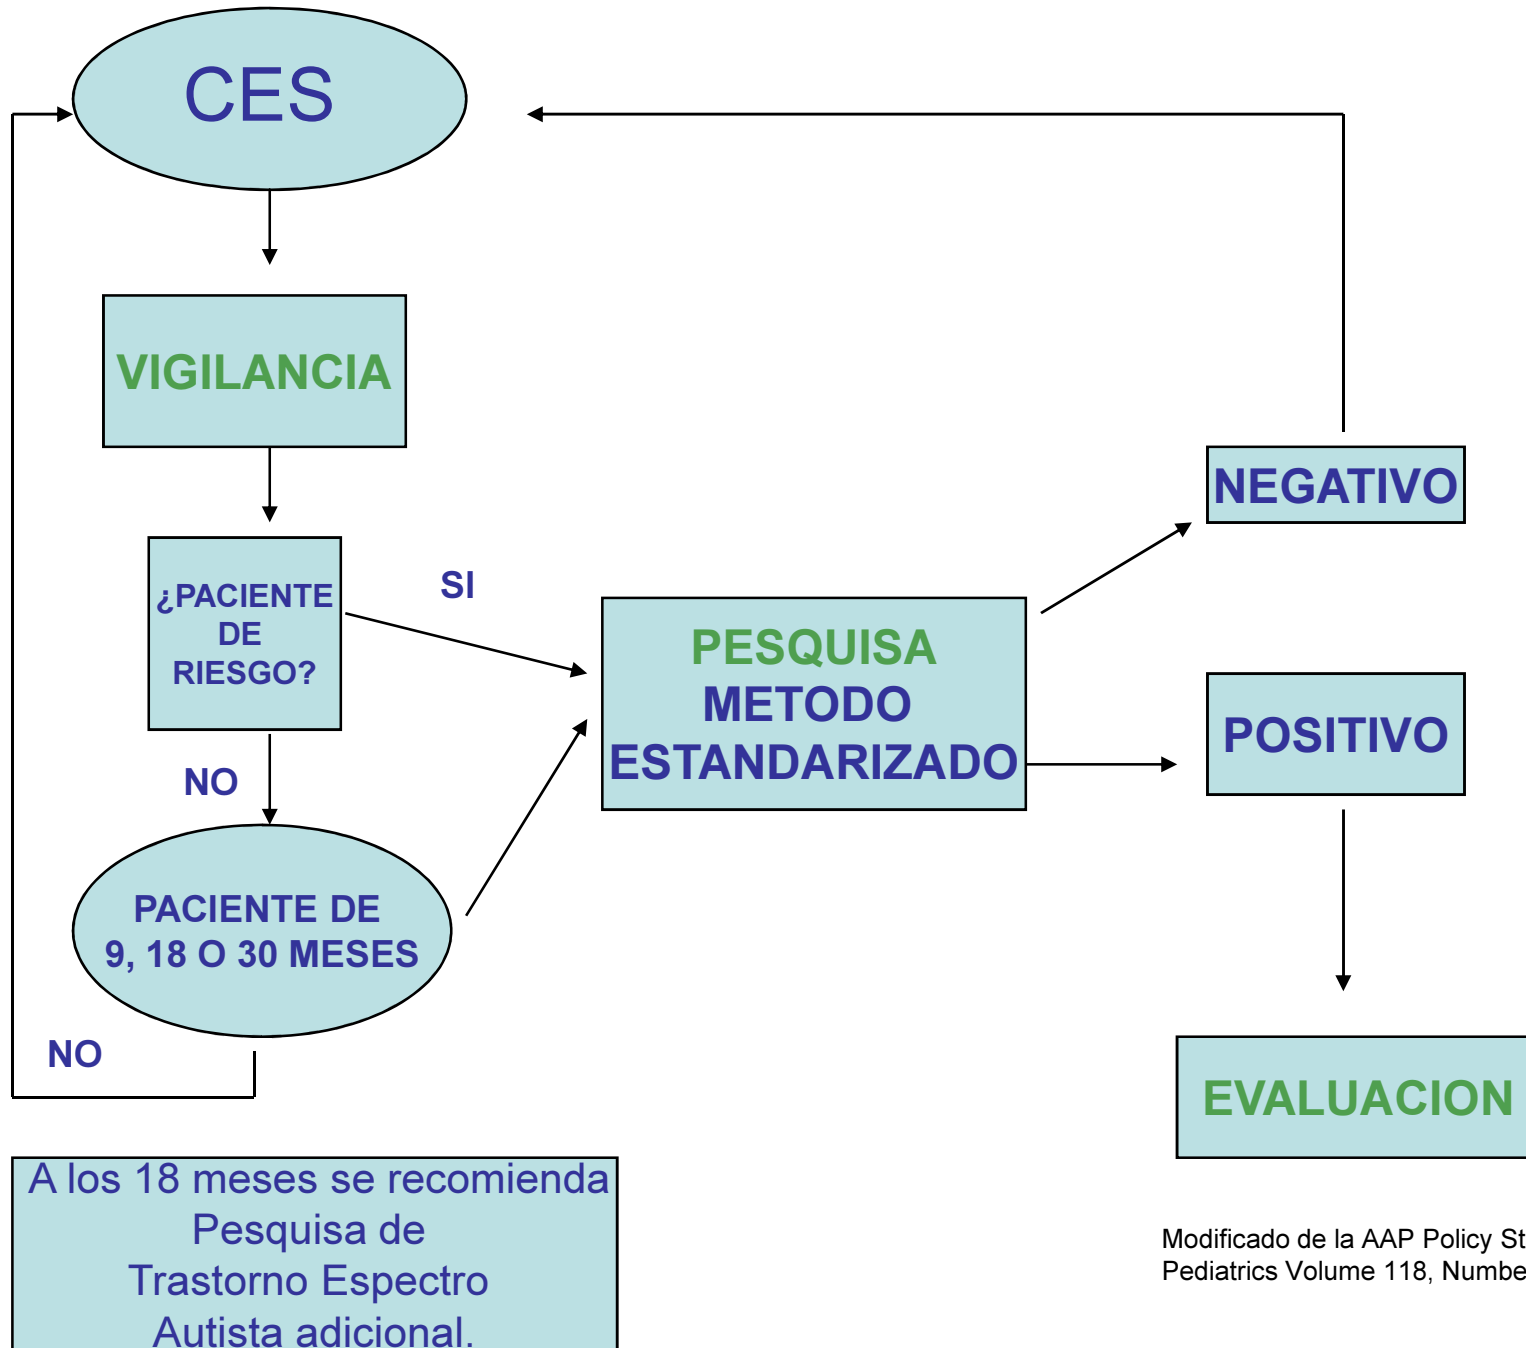 CES
VIGILANCIA
¿PACIENTE
DE
RIESGO?
SI
NO
PACIENTE DE
9, 18 O 30 MESES
NO
PESQUISA
METODO
ESTANDARIZADO
NEGATIVO
POSITIVO
EVALUACION
A los 18 meses se recomienda
Pesquisa de
Trastorno Espectro
Autista adicional.
Modificado de la AAP Policy St
Pediatrics Volume 118, Numbe